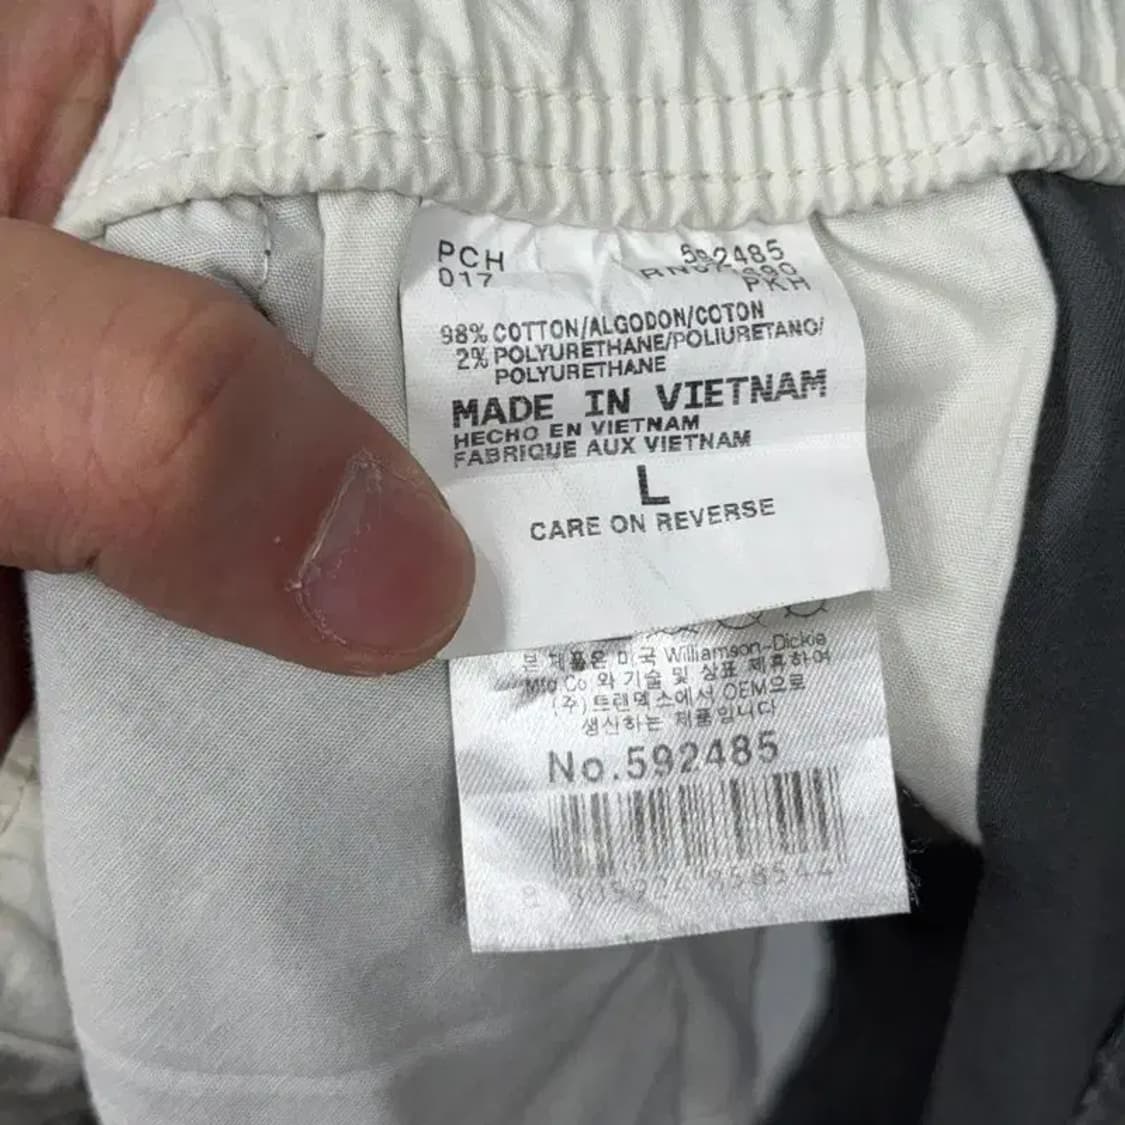 PCH 592485
017 PKH
98% COTTON/ALGODON/COTON
2% POLYURETHANE/POLIURETANO/
POLYURETHANE
MADE IN VIETNAM
HECHO EN VIETNAM
FABRIQUE AUX VIETNAM
L
CARE ON REVERSE
본 제품은 미국 Williamson-Dickie
Mfg.Co 와 기술 및 상표 제휴하여
(주)트랜덱스에서 OEM으로
생산하는 제품입니다
No.592485